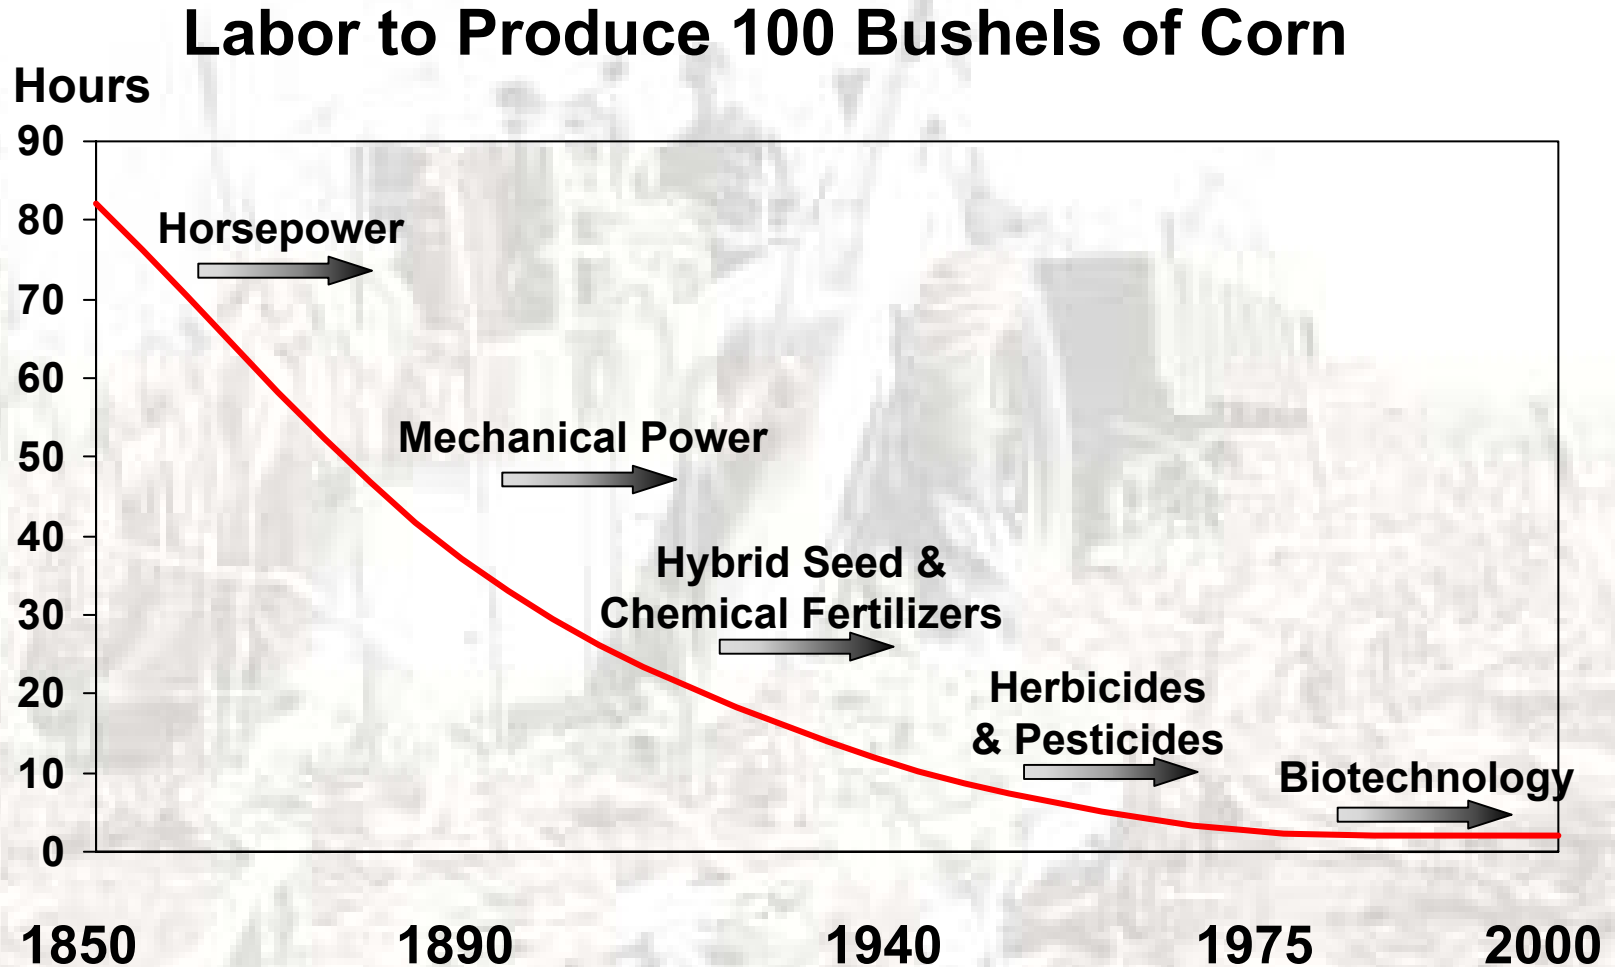 Labor to Produce 100 Bushels of Corn
Hours
90
80
Horsepower
70
60
50
Mechanical Power
40
Hybrid Seed &
Chemical Fertilizers
30
20
Herbicides
& Pesticides
10
Biotechnology
0
1850 1890 1940 1975 2000